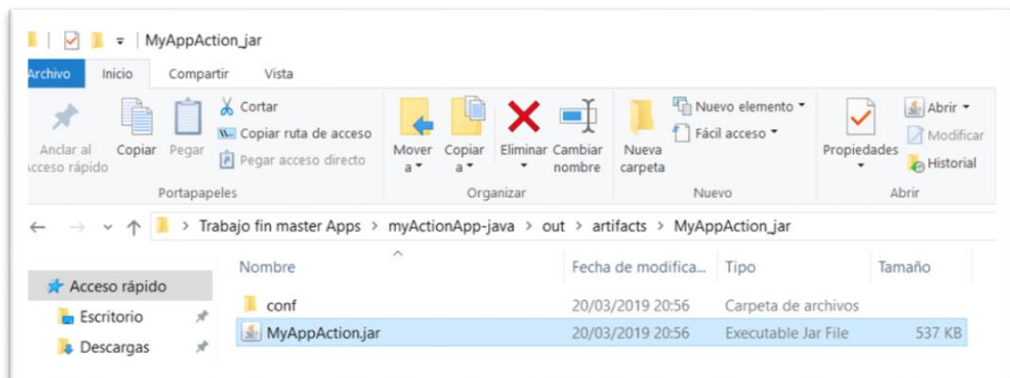 MyAppAction_jar
Archivo Inicio Compartir Vista
Anclar al acceso rápido
Copiar
Pegar
Cortar
Copiar ruta de acceso
Pegar acceso directo
Portapapeles
Mover a
Copiar a
Eliminar
Cambiar nombre
Organizar
Nueva carpeta
Nuevo elemento
Fácil acceso
Nuevo
Propiedades
Abrir
Modificar
Historial
Abrir
> Trabajo fin master Apps > myActionApp-java > out > artifacts > MyAppAction_jar
Acceso rápido
Escritorio
Descargas
Nombre Fecha de modifica... Tipo Tamaño
conf 20/03/2019 20:56 Carpeta de archivos
MyAppAction.jar 20/03/2019 20:56 Executable Jar File 537 KB